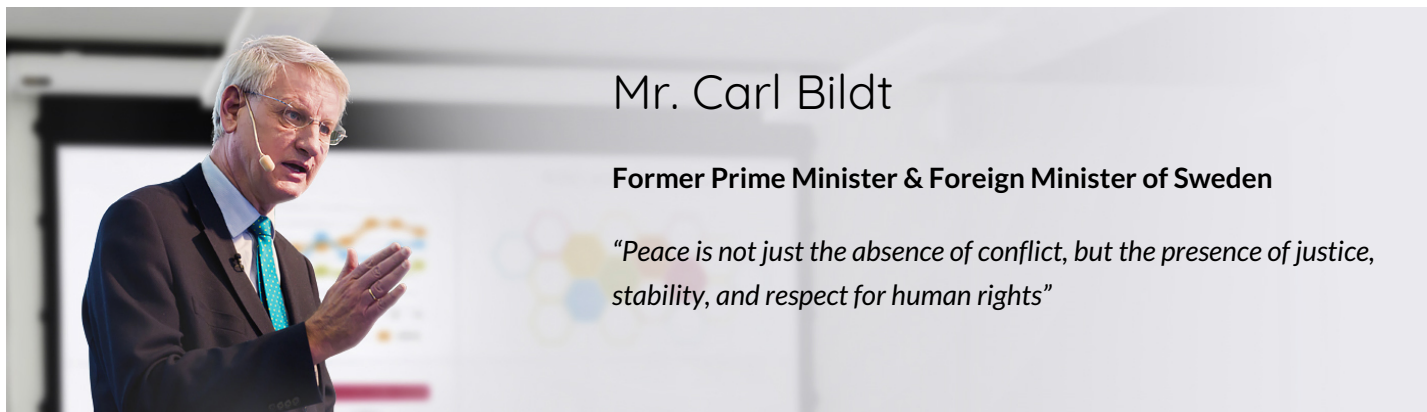 Mr. Carl Bildt
Former Prime Minister & Foreign Minister of Sweden
“Peace is not just the absence of conflict, but the presence of justice,
stability, and respect for human rights”